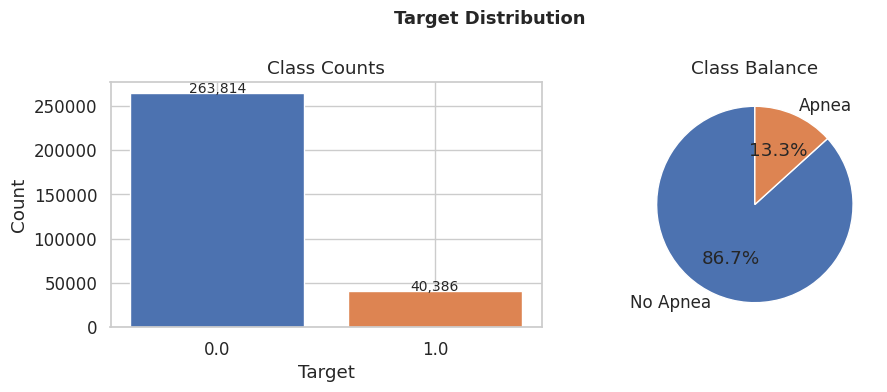 Target Distribution
Class Counts
263,814
40,386
250000
200000
150000
100000
50000
0
Count
0.0
1.0
Target
Class Balance
Apnea
13.3%
86.7%
No Apnea